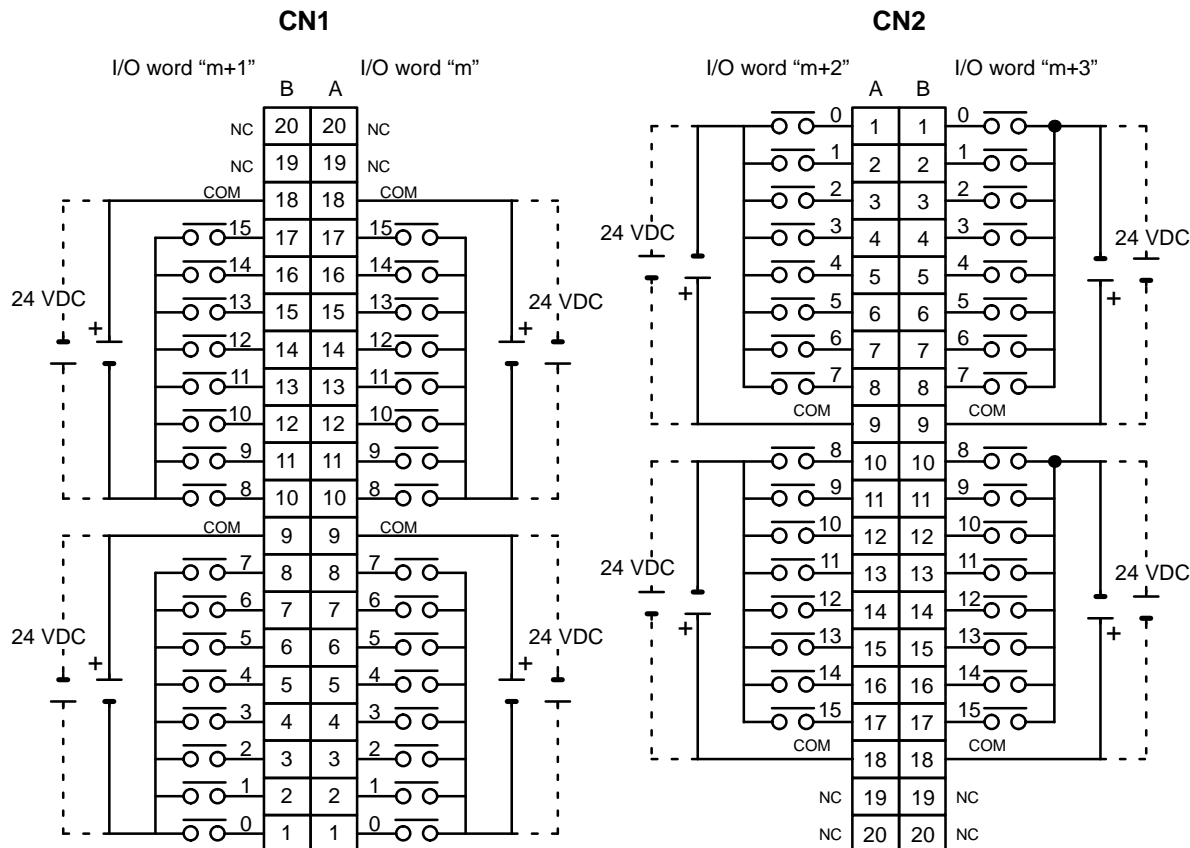 CN1
I/O word “m+1” I/O word “m”
B A
NC 20 20 NC
NC 19 19 NC
COM 18 18 COM
15 17 17 15
14 16 16 14
13 15 15 13
24 VDC + + 24 VDC
12 14 14 12
11 13 13 11
10 12 12 10
9 11 11 9
8 10 10 8
COM 9 9 COM
7 8 8 7
6 7 7 6
24 VDC + + 24 VDC
5 6 6 5
4 5 5 4
3 4 4 3
2 3 3 2
1 2 2 1
0 1 1 0
CN2
I/O word “m+2” I/O word “m+3”
A B
0 1 1 0
1 2 2 1
2 3 3 2
24 VDC 24 VDC
3 4 4 3
4 5 5 4
+ +
5 6 6 5
6 7 7 6
7 8 8 7
COM 9 9 COM
8 10 10 8
9 11 11 9
10 12 12 10
24 VDC 24 VDC
11 13 13 11
12 14 14 12
+ +
13 15 15 13
14 16 16 14
15 17 17 15
COM 18 18 COM
NC 19 19 NC
NC 20 20 NC